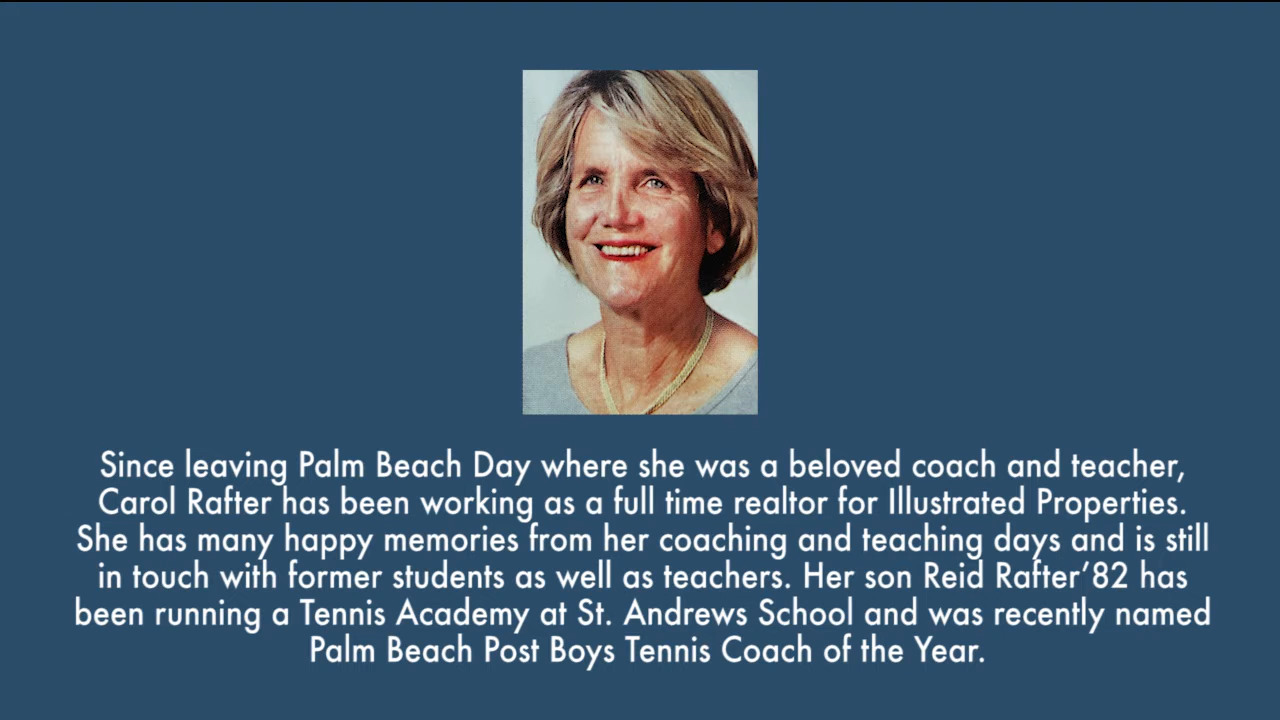 Since leaving Palm Beach Day where she was a beloved coach and teacher,
Carol Rafter has been working as a full time realtor for Illustrated Properties.
She has many happy memories from her coaching and teaching days and is still
in touch with former students as well as teachers. Her son Reid Rafter’82 has
been running a Tennis Academy at St. Andrews School and was recently named
Palm Beach Post Boys Tennis Coach of the Year.